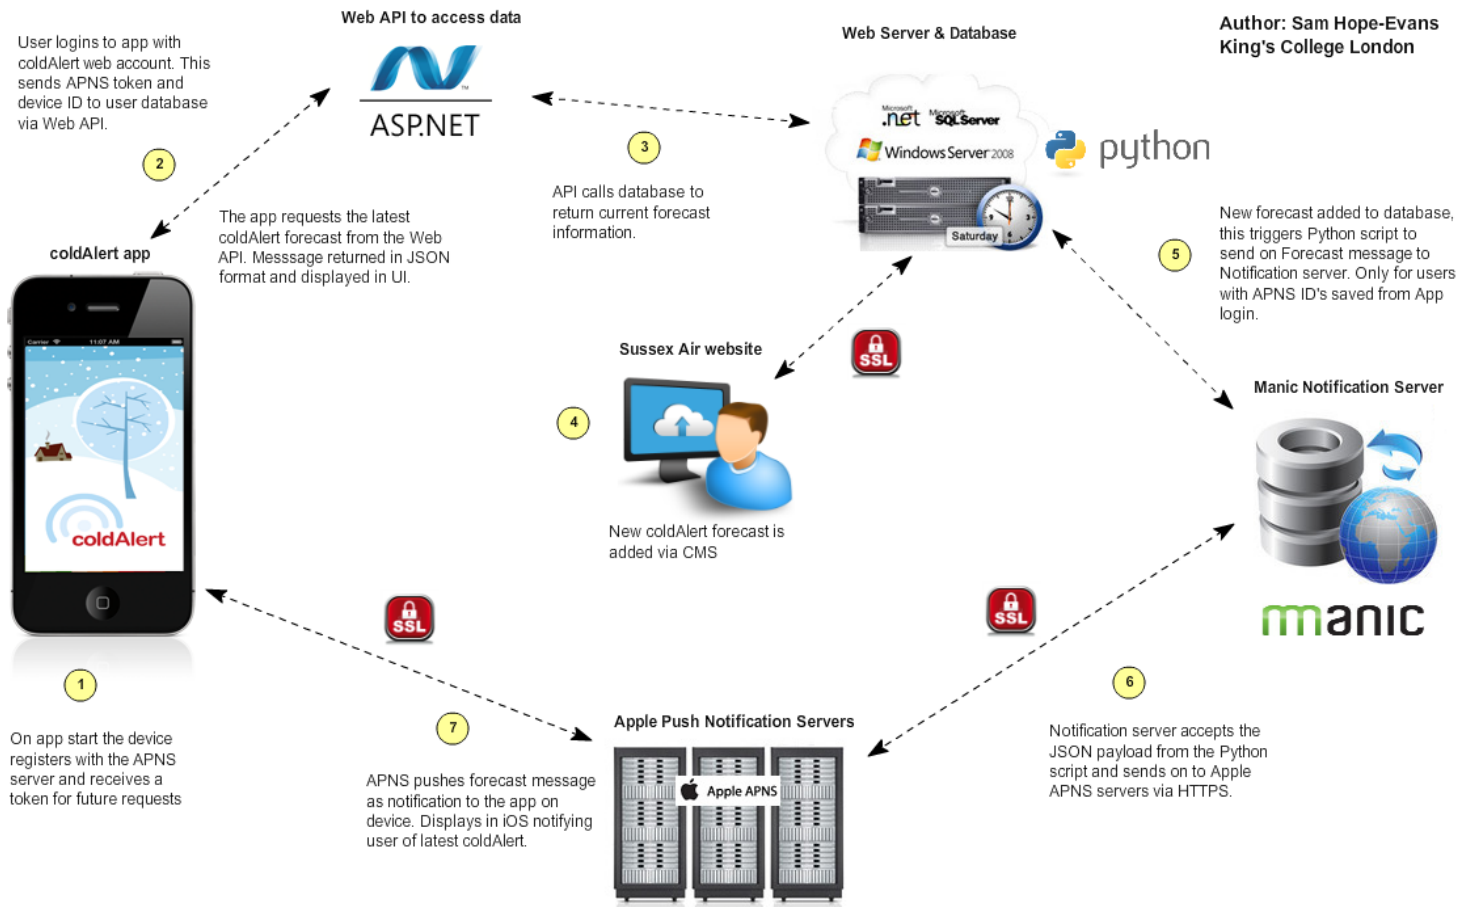 Web API to access data
Web Server & Database
Author: Sam Hope-Evans
King's College London
User logins to app with
coldAlert web account. This
sends APNS token and
device ID to user database
via Web API.
ASP.NET
Microsoft
.net
Microsoft
SQL Server
Windows Server 2008
python
2
3
API calls database to
return current forecast
information.
Saturday
The app requests the latest
coldAlert forecast from the Web
API. Messsage returned in JSON
format and displayed in UI.
New forecast added to database,
this triggers Python script to
send on Forecast message to
Notification server. Only for users
with APNS ID's saved from App
login.
5
coldAlert app
Carrier
11:07 AM
coldAlert
Sussex Air website
SSL
4
New coldAlert forecast is
added via CMS
Manic Notification Server
manic
SSL
SSL
1
On app start the device
registers with the APNS
server and receives a
token for future requests
7
APNS pushes forecast message
as notification to the app on
device. Displays in iOS notifying
user of latest coldAlert.
Apple Push Notification Servers
Apple APNS
6
Notification server accepts the
JSON payload from the Python
script and sends on to Apple
APNS servers via HTTPS.